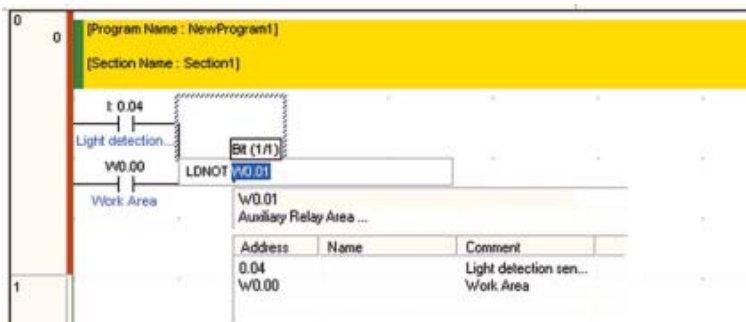 0
0
[Program Name : NewProgram1]
[Section Name : Section1]
I: 0.04
Light detection...
Bit (1/1)
W0.00
LDNOT W0.01
Work Area
W0.01
Auxiliary Relay Area ...
Address Name Comment
0.04 Light detection sen...
W0.00 Work Area
1